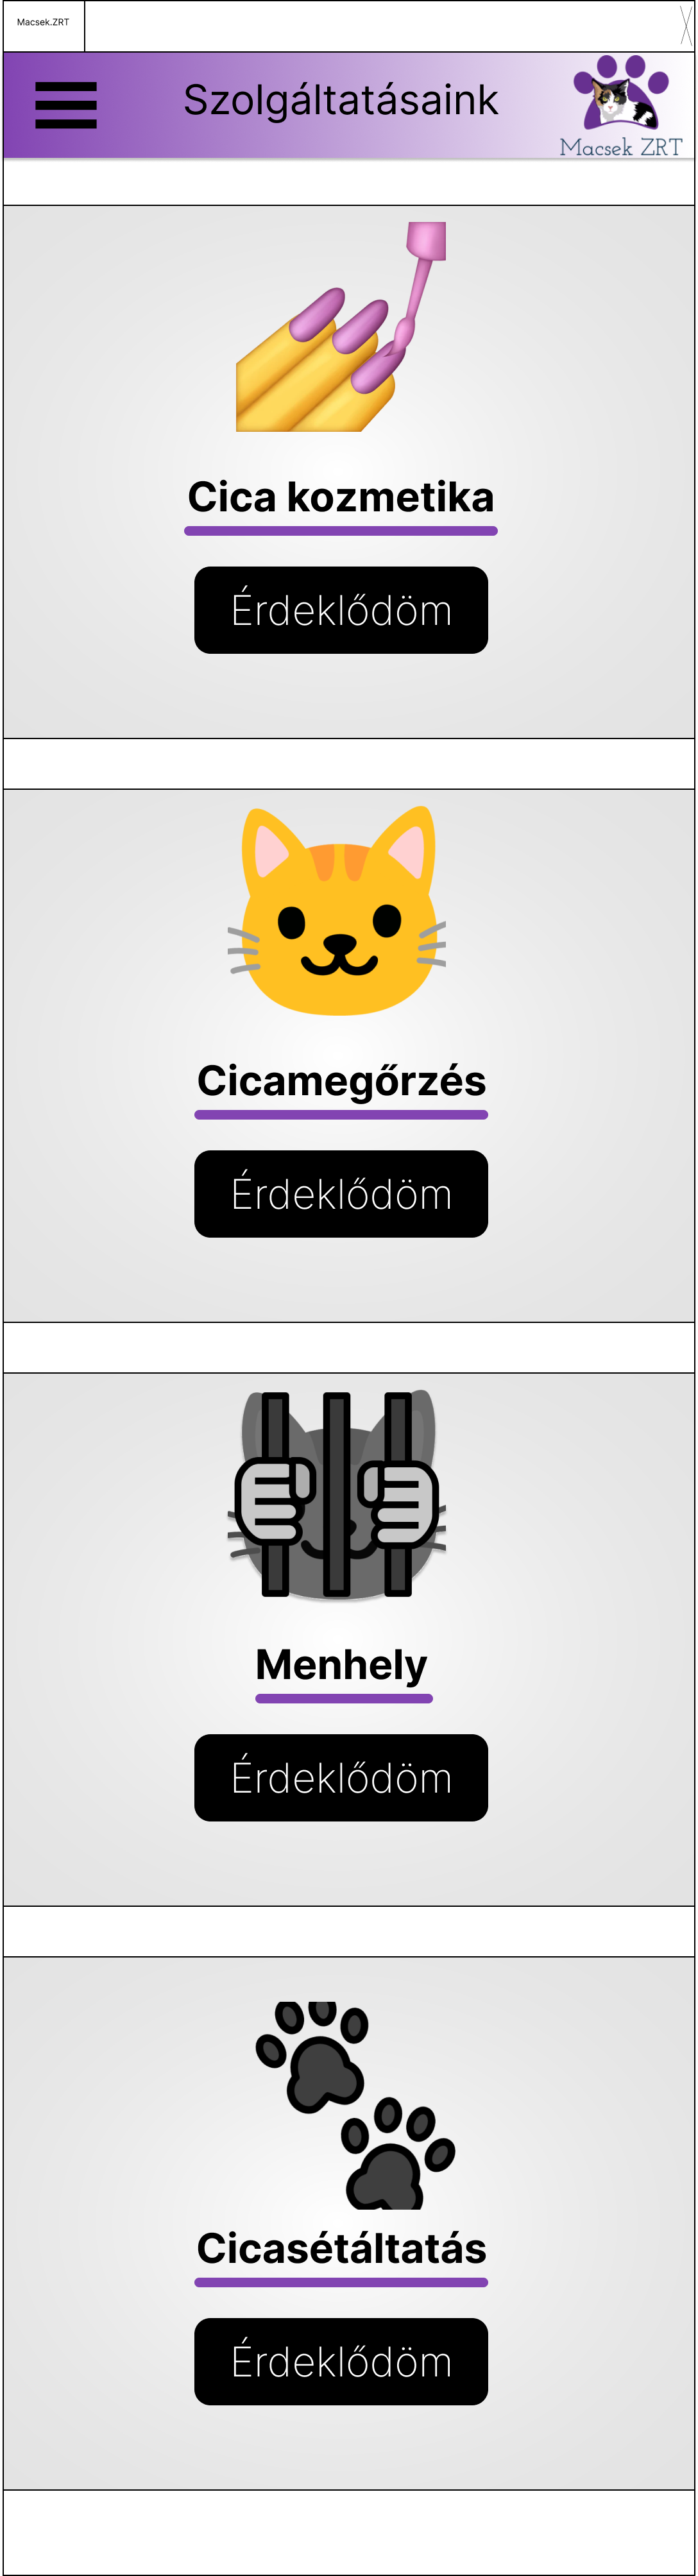 Macsek.ZRT
Szolgáltatásaink
Macsek ZRT
Cica kozmetika
Érdeklődöm
Cicamegőrzés
Érdeklődöm
Menhely
Érdeklődöm
Cicasétáltatás
Érdeklődöm